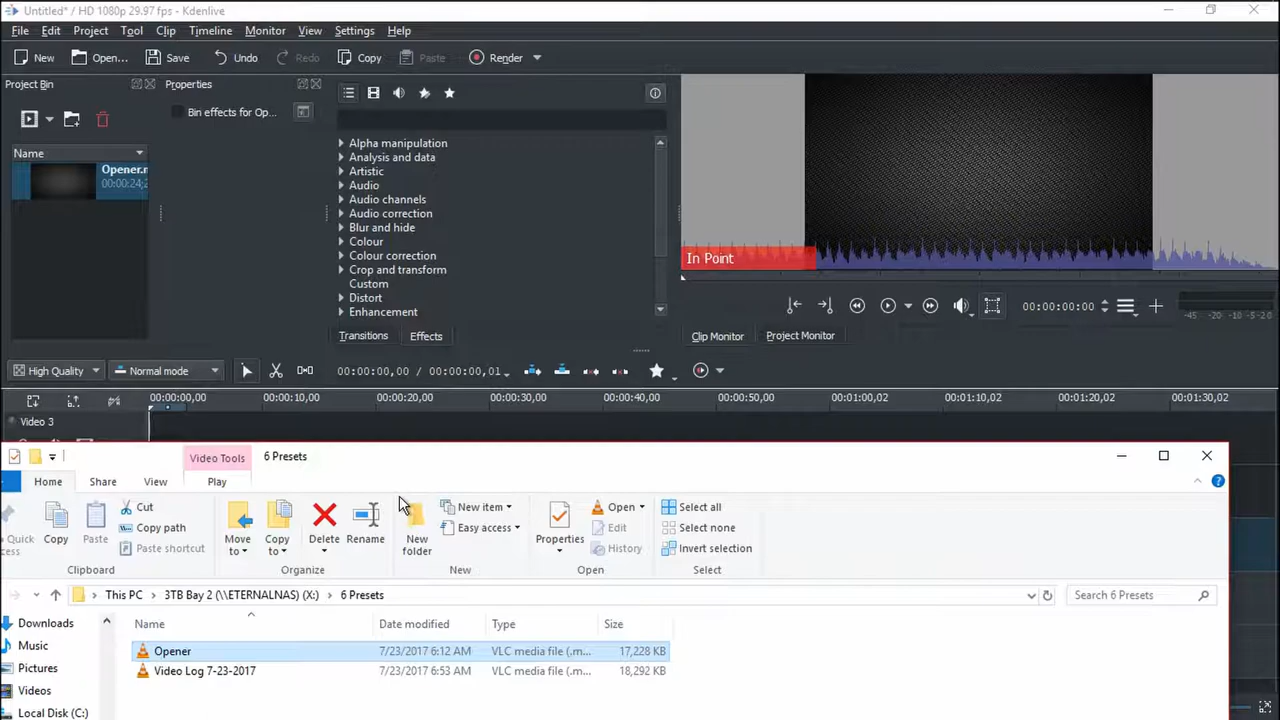 Untitled* / HD 1080p 29.97 fps - Kdenlive
File Edit Project Tool Clip Timeline Monitor View Settings Help
New Open... Save Undo Redo Copy Paste Render
Project Bin Properties
Bin effects for Op...
Name
Opener.n
00:00:24;2
Alpha manipulation
Analysis and data
Artistic
Audio
Audio channels
Audio correction
Blur and hide
Colour
Colour correction
Crop and transform
Custom
Distort
Enhancement
Transitions Effects
In Point
00:00:00:00
-45 -20 -10 -5 -2 0
Clip Monitor Project Monitor
High Quality Normal mode 00:00:00,00 / 00:00:00,01
00:00:00,00 00:00:10,00 00:00:20,00 00:00:30,00 00:00:40,00 00:00:50,00 00:01:00,02 00:01:10,02 00:01:20,02 00:01:30,02
Video 3
Video Tools 6 Presets
Home Share View Play
Quick
cess
Copy
Paste
Cut
Copy path
Paste shortcut
Clipboard
Move to
Copy to
Delete
Rename
Organize
New folder
New item
Easy access
New
Properties
Open
Edit
History
Open
Select all
Select none
Invert selection
Select
This PC 3TB Bay 2 (\\ETERNALNAS) (X:) 6 Presets Search 6 Presets
Downloads
Music
Pictures
Videos
Local Disk (C:)
Name Date modified Type Size
Opener 7/23/2017 6:12 AM VLC media file (.m... 17,228 KB
Video Log 7-23-2017 7/23/2017 6:53 AM VLC media file (.m... 18,292 KB